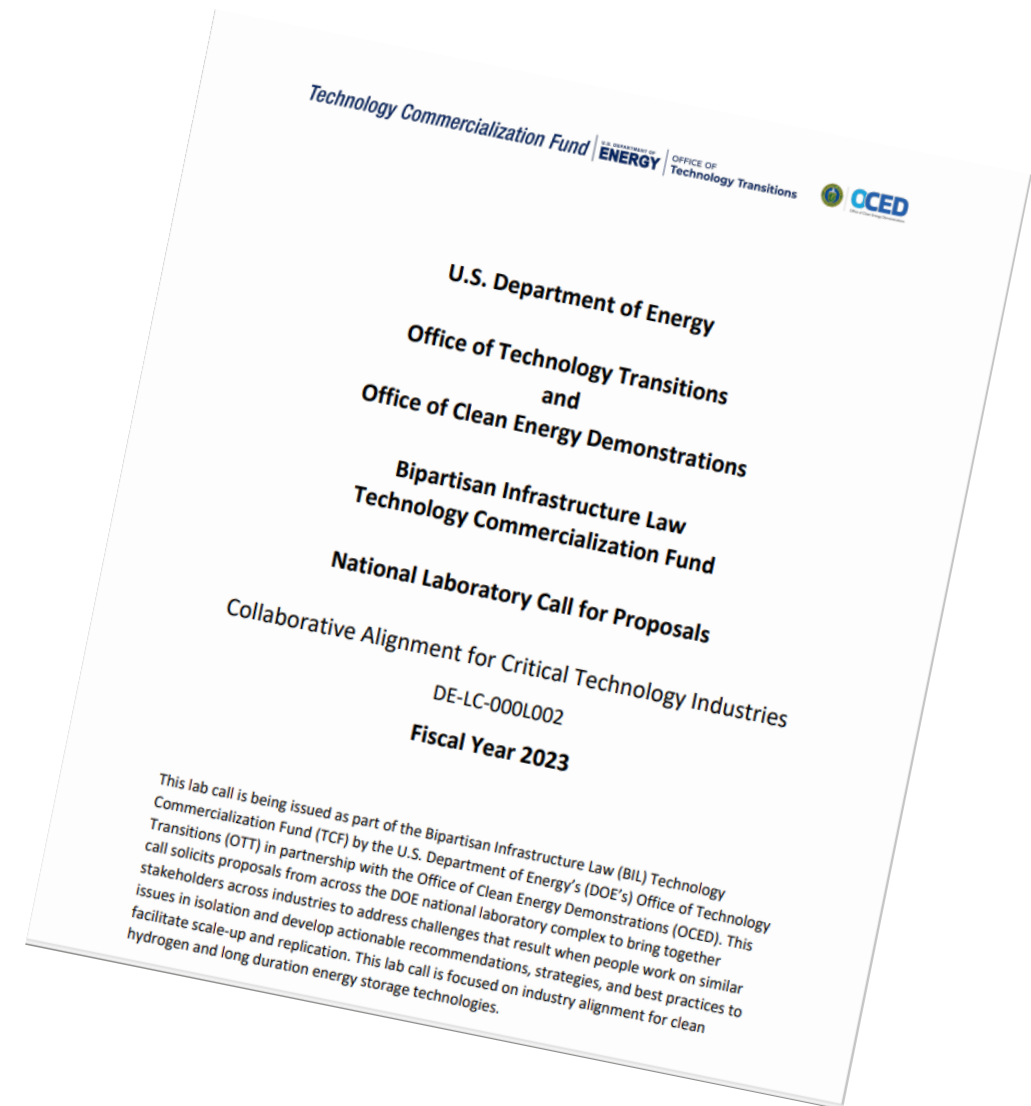 Technology Commercialization Fund
U.S. DEPARTMENT OF
ENERGY
OFFICE OF
Technology Transitions
OCED
Office of Clean Energy Demonstrations
U.S. Department of Energy
Office of Technology Transitions
and
Office of Clean Energy Demonstrations
Bipartisan Infrastructure Law
Technology Commercialization Fund
National Laboratory Call for Proposals
Collaborative Alignment for Critical Technology Industries
DE-LC-000L002
Fiscal Year 2023
This lab call is being issued as part of the Bipartisan Infrastructure Law (BIL) Technology
Commercialization Fund (TCF) by the U.S. Department of Energy’s (DOE’s) Office of Technology
Transitions (OTT) in partnership with the Office of Clean Energy Demonstrations (OCED). This
call solicits proposals from across the DOE national laboratory complex to bring together
stakeholders across industries to address challenges that result when people work on similar
issues in isolation and develop actionable recommendations, strategies, and best practices to
facilitate scale-up and replication. This lab call is focused on industry alignment for clean
hydrogen and long duration energy storage technologies.